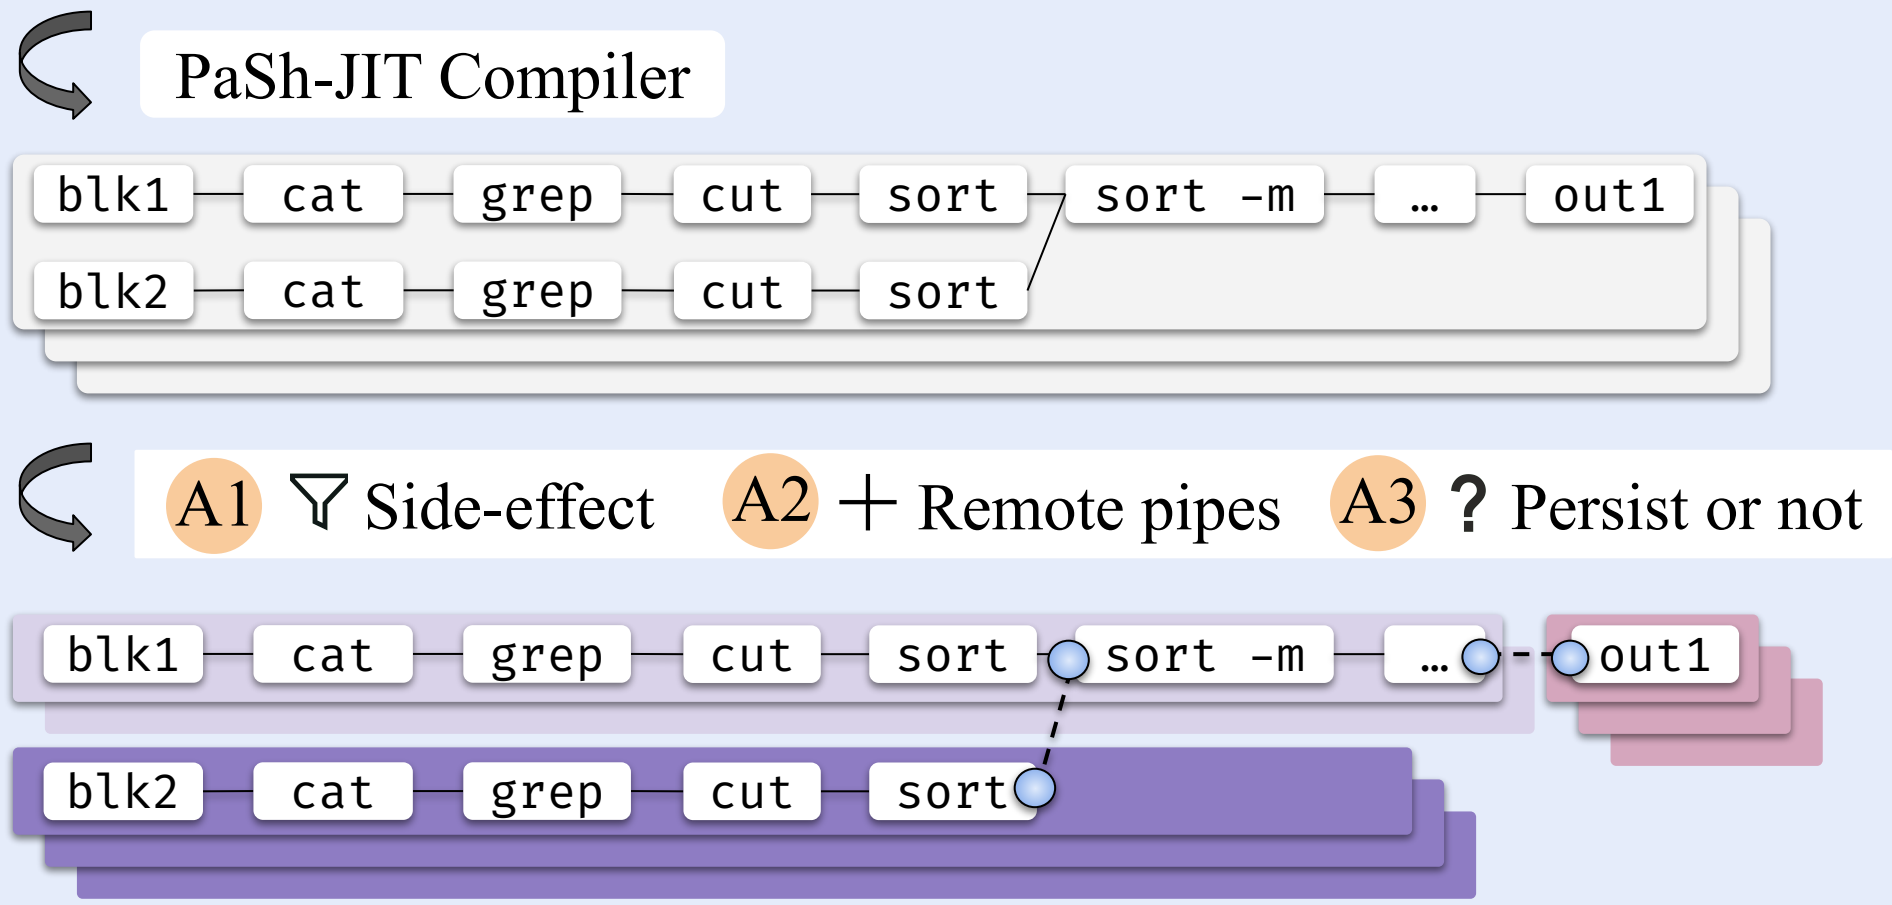 PaSh-JIT Compiler
blk1 cat grep cut sort sort -m … out1
blk2 cat grep cut sort
A1 Side-effect A2 + Remote pipes A3 ? Persist or not
blk1 cat grep cut sort sort -m … out1
blk2 cat grep cut sort